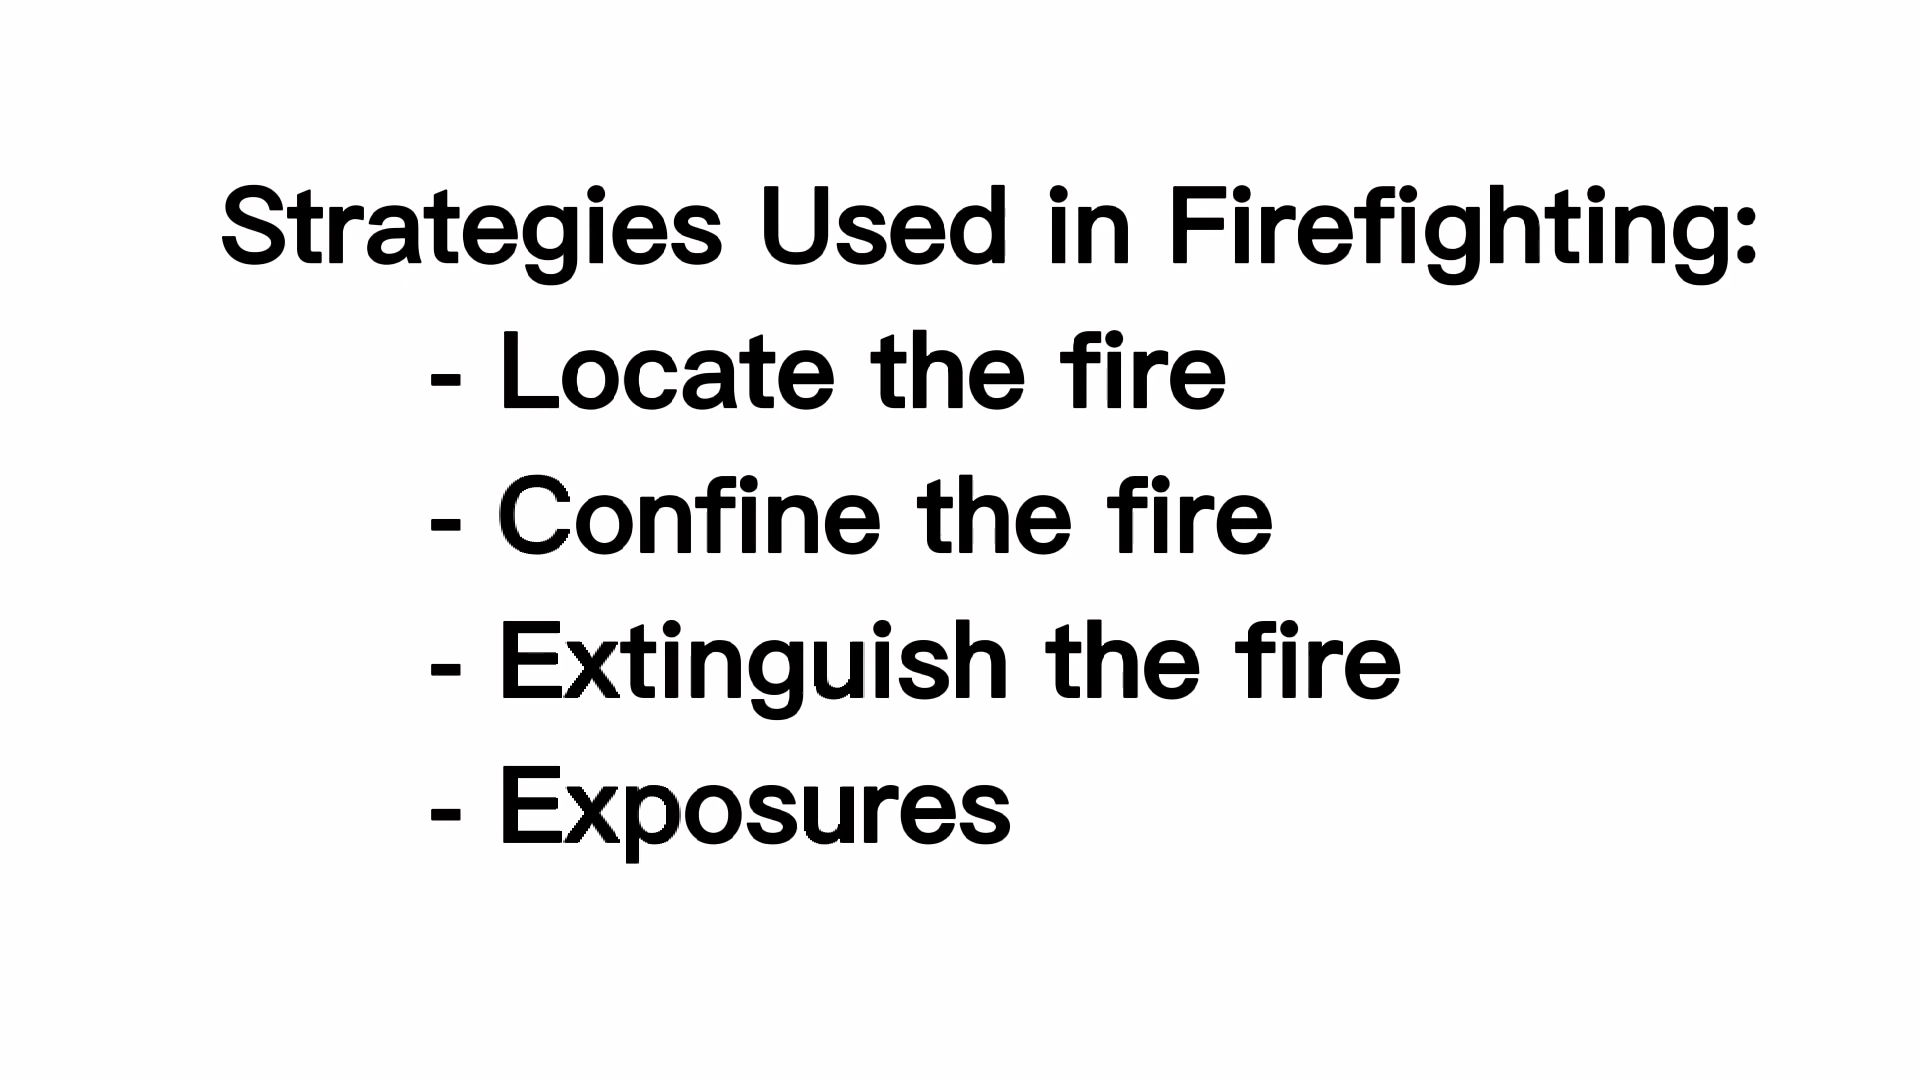 Strategies Used in Firefighting:
- Locate the fire
- Confine the fire
- Extinguish the fire
- Exposures